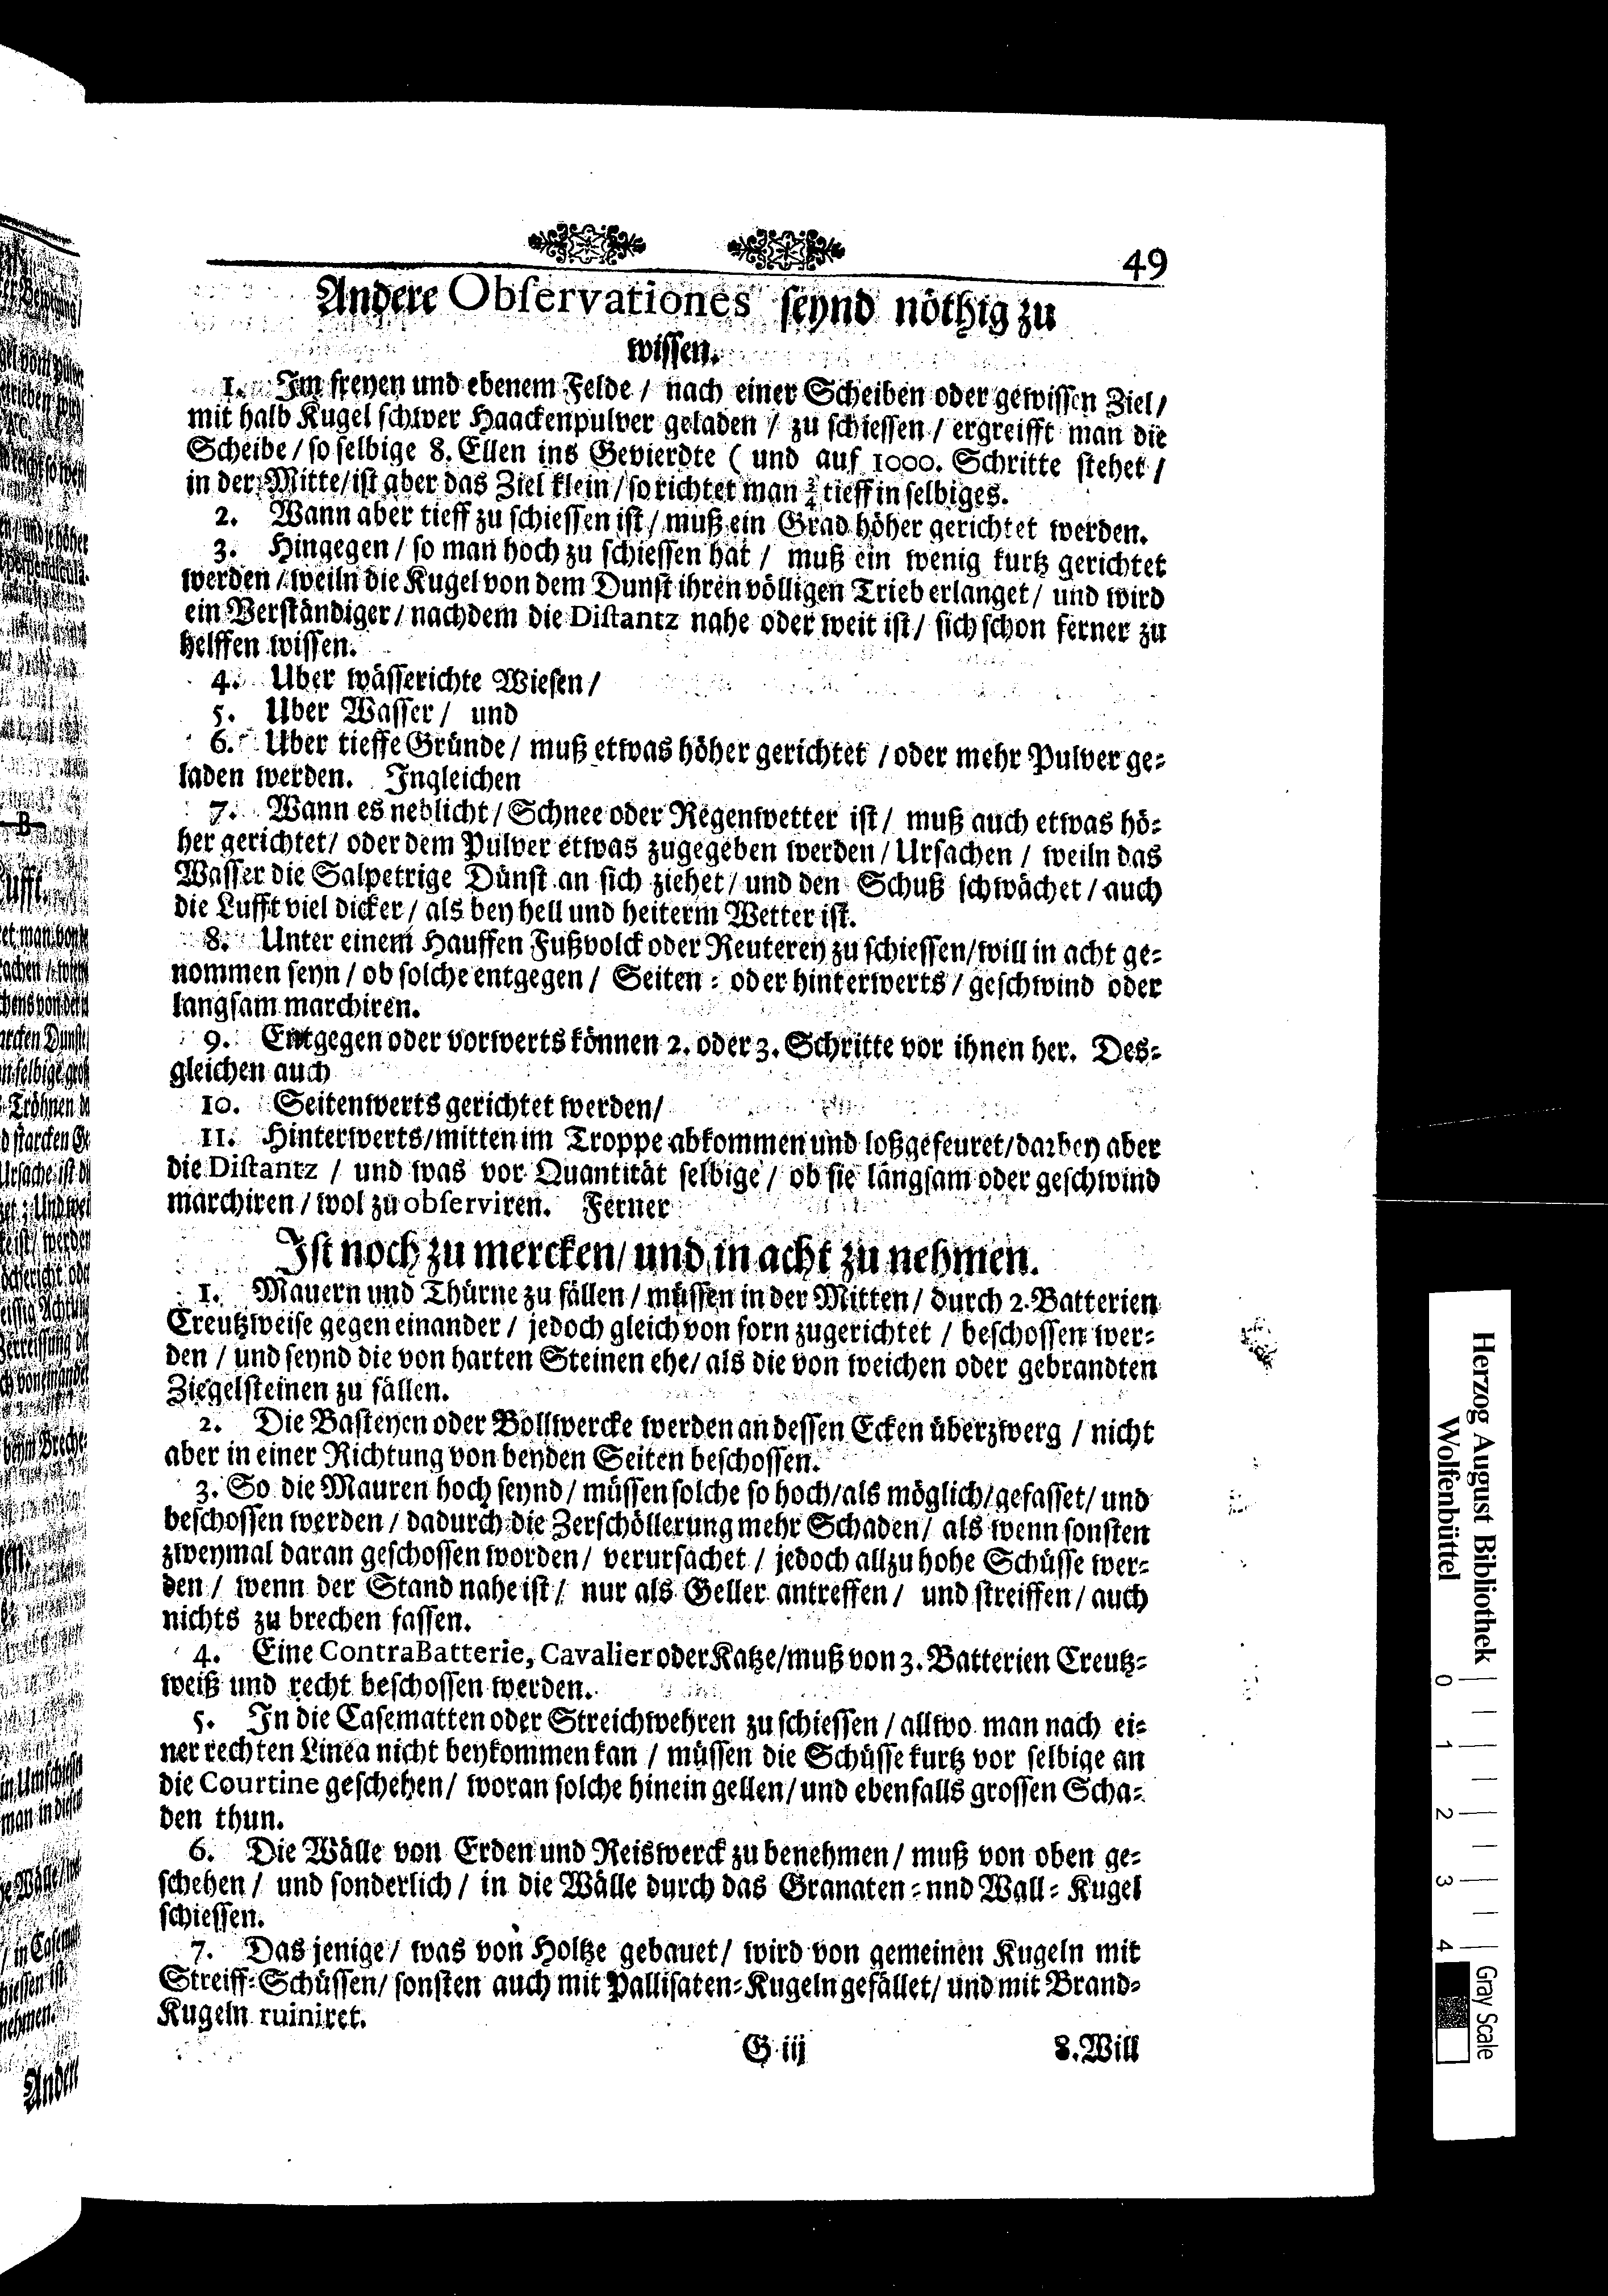 49
Andere Observationes seynd nöthig zu
wissen.
1. Im freyen und ebenem Felde / nach einer Scheiben oder gewissen Ziel /
mit halb Kugel schwer Haackenpulver geladen / zu schiessen / ergreifft man die
Scheibe / so selbige 8. Ellen ins Gevierdte ( und auf 1000. Schritte stehet /
in der Mitte / ist aber das Ziel klein / so richtet man ¾ tieff in selbiges.
2. Wann aber tieff zu schiessen ist / muß ein Grad höher gerichtet werden.
3. Hingegen / so man hoch zu schiessen hat / muß ein wenig kurtz gerichtet
werden / weiln die Kugel von dem Dunst ihren völligen Trieb erlanget / und wird
ein Verständiger / nachdem die Distantz nahe oder weit ist / sich schon ferner zu
helffen wissen.
4. Uber wässerichte Wiesen /
5. Uber Wasser / und
6. Uber tieffe Gründe / muß etwas höher gerichtet / oder mehr Pulver ge-
laden werden. Ingleichen
7. Wann es neblicht / Schnee oder Regenwetter ist / muß auch etwas hö-
her gerichtet / oder dem Pulver etwas zugegeben werden / Ursachen / weiln das
Wasser die Salpetrige Dünst an sich ziehet / und den Schuß schwächet / auch
die Lufft viel dicker / als bey hell und heiterm Wetter ist.
8. Unter einem Hauffen Fußvolck oder Reuterey zu schiessen / will in acht ge-
nommen seyn / ob solche entgegen / Seiten- oder hinterwerts / geschwind oder
langsam marchiren.
9. Entgegen oder vorwerts können 2. oder 3. Schritte vor ihnen her. Des-
gleichen auch
10. Seitenwerts gerichtet werden /
11. Hinterwerts / mitten im Troppe abkommen und loßgefeuret / darbey aber
die Distantz / und was vor Quantität selbige / ob sie langsam oder geschwind
marchiren / wol zu observiren. Ferner
Ist noch zu mercken / und in acht zu nehmen.
1. Mauern und Thürne zu fällen / müssen in der Mitten / durch 2. Batterien
Creutzweise gegen einander / jedoch gleich von forn zugerichtet / beschossen wer-
den / und seynd die von harten Steinen ehe / als die von weichen oder gebrandten
Ziegelsteinen zu fällen.
2. Die Basteyen oder Bollwercke werden an dessen Ecken überzwerg / nicht
aber in einer Richtung von beyden Seiten beschossen.
3. So die Mauren hoch seynd / müssen solche so hoch / als möglich / gefasset / und
beschossen werden / dadurch die Zerschöllerung mehr Schaden / als wenn sonsten
zweymal daran geschossen worden / verursachet / jedoch allzu hohe Schüsse wer-
den / wenn der Stand nahe ist / nur als Geller antreffen / und streiffen / auch
nichts zu brechen fassen.
4. Eine ContraBatterie, Cavalier oder Katze / muß von 3. Batterien Creutz-
weiß und recht beschossen werden.
5. In die Casematten oder Streichwehren zu schiessen / allwo man nach ei-
ner rechten Linea nicht beykommen kan / müssen die Schüsse kurtz vor selbige an
die Courtine geschehen / woran solche hinein gellen / und ebenfalls grossen Scha-
den thun.
6. Die Wälle von Erden und Reiswerck zu benehmen / muß von oben ge-
schehen / und sonderlich / in die Wälle durch das Granaten- nnd Wall- Kugel
schiessen.
7. Das jenige / was von Holtze gebauet / wird von gemeinen Kugeln mit
Streiff-Schüssen / sonsten auch mit Pallisaten-Kugeln gefället / und mit Brand-
Kugeln ruiniret.
G iij
8. Will
Herzog August Bibliothek
Wolfenbüttel
0 1 2 3 4
Gray Scale